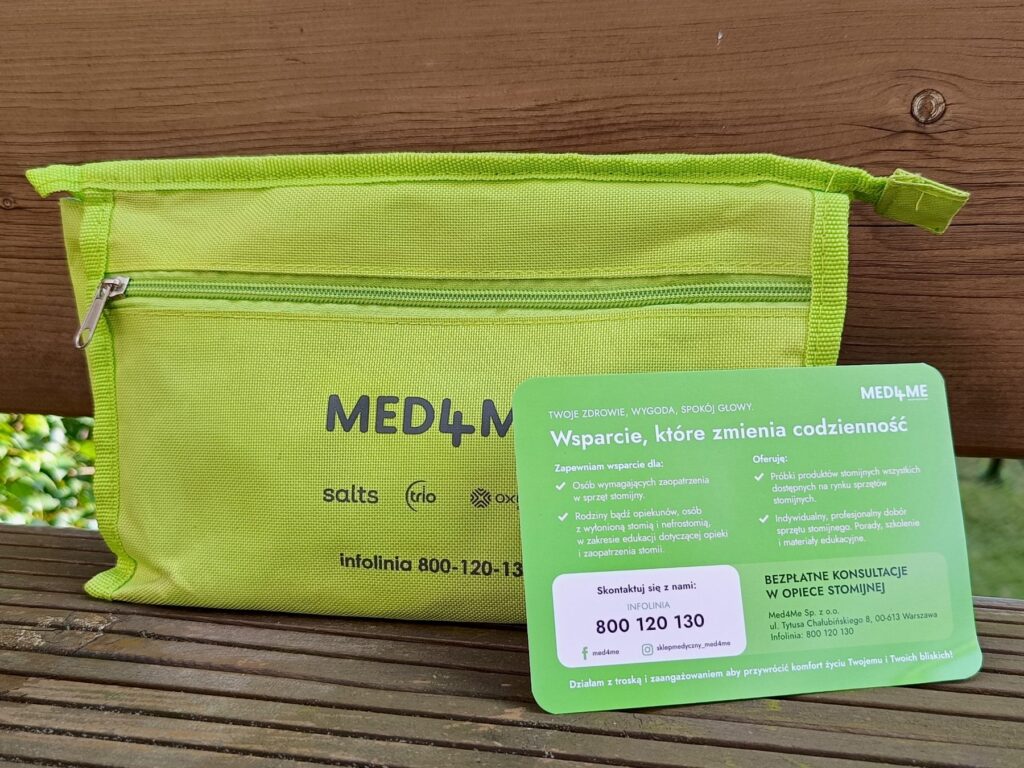 MED4M
salts
trio
infolinia 800-120-13
MED4ME
TWOJE ZDROWIE, WYGODA, SPOKÓJ GŁOWY.
Wsparcie, które zmienia codzienność
Zapewniam wsparcie dla:
Osób wymagających zaopatrzenia
w sprzęt stomijny.
Rodziny bądź opiekunów, osób
z wyłonioną stomią i nefrostomią,
w zakresie edukacji dotyczącej opieki
i zaopatrzenia stomii.
Oferuję:
Próbki produktów stomijnych wszystkich
dostępnych na rynku sprzętów
stomijnych.
Indywidualny, profesjonalny dobór
sprzętu stomijnego. Porady, szkolenie
i materiały edukacyjne.
Skontaktuj się z nami:
INFOLINIA
800 120 130
med4me
sklepmedyczny_med4me
BEZPŁATNE KONSULTACJE
W OPIECE STOMIJNEJ
Med4Me Sp. z o.o.
ul. Tytusa Chałubińskiego 8, 00-613 Warszawa
Infolinia: 800 120 130
Działam z troską i zaangażowaniem aby przywrócić komfort życiu Twojemu i Twoich bliskich!